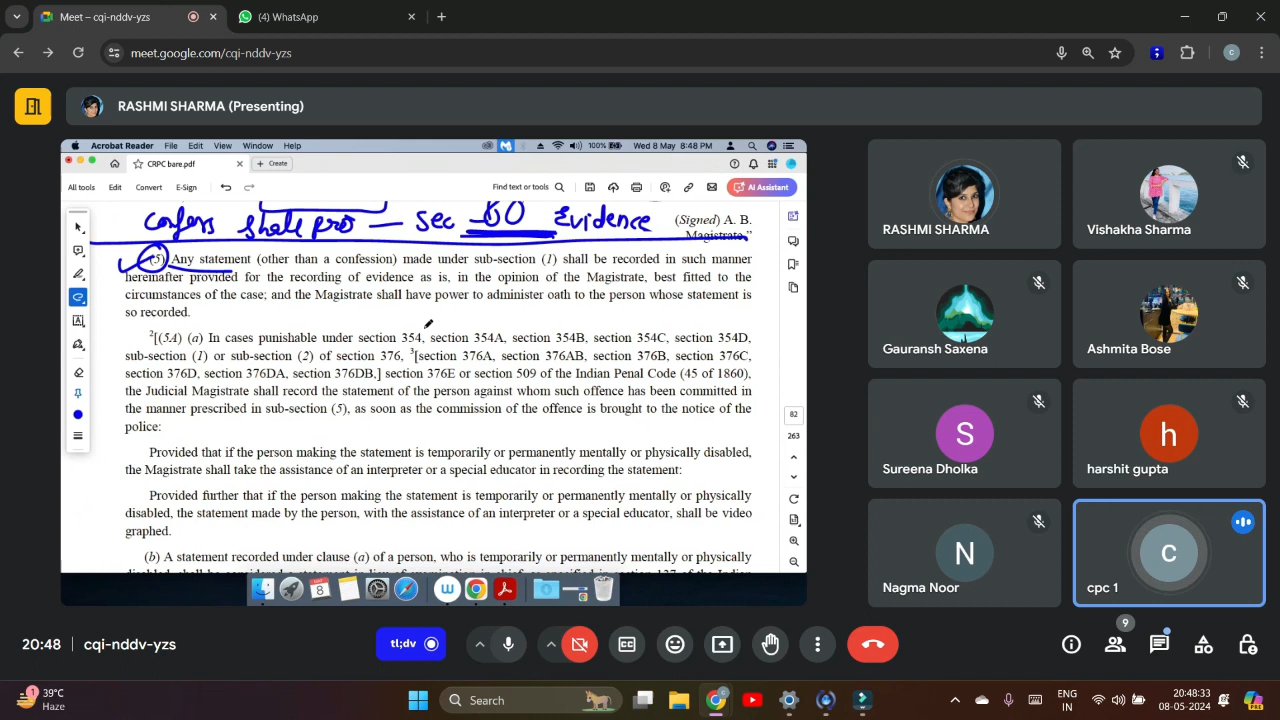 Meet – cqi-nddv-yzs
(4) WhatsApp
meet.google.com/cqi-nddv-yzs
c
RASHMI SHARMA (Presenting)
Acrobat Reader File Edit View Window Help
100% Wed 8 May 8:48 PM
CRPC bare.pdf
Create
All tools Edit Convert E-Sign
Find text or tools
AI Assistant
confess shall pro — sec Evidence
(Signed) A. B.
Magistrate."
(5) Any statement (other than a confession) made under sub-section (1) shall be recorded in such manner
hereinafter provided for the recording of evidence as is, in the opinion of the Magistrate, best fitted to the
circumstances of the case; and the Magistrate shall have power to administer oath to the person whose statement is
so recorded.
2[(5A) (a) In cases punishable under section 354, section 354A, section 354B, section 354C, section 354D,
sub-section (1) or sub-section (2) of section 376, 3[section 376A, section 376AB, section 376B, section 376C,
section 376D, section 376DA, section 376DB,] section 376E or section 509 of the Indian Penal Code (45 of 1860),
the Judicial Magistrate shall record the statement of the person against whom such offence has been committed in
the manner prescribed in sub-section (5), as soon as the commission of the offence is brought to the notice of the
police:
Provided that if the person making the statement is temporarily or permanently mentally or physically disabled,
the Magistrate shall take the assistance of an interpreter or a special educator in recording the statement:
Provided further that if the person making the statement is temporarily or permanently mentally or physically
disabled, the statement made by the person, with the assistance of an interpreter or a special educator, shall be video
graphed.
(b) A statement recorded under clause (a) of a person, who is temporarily or permanently mentally or physically
82
263
8
RASHMI SHARMA
Vishakha Sharma
Gauransh Saxena
Ashmita Bose
S
Sureena Dholka
h
harshit gupta
N
Nagma Noor
c
cpc 1
20:48 cqi-nddv-yzs
tl;dv
9
1
39°C
Haze
Search
ENG
IN
20:48:33
08-05-2024